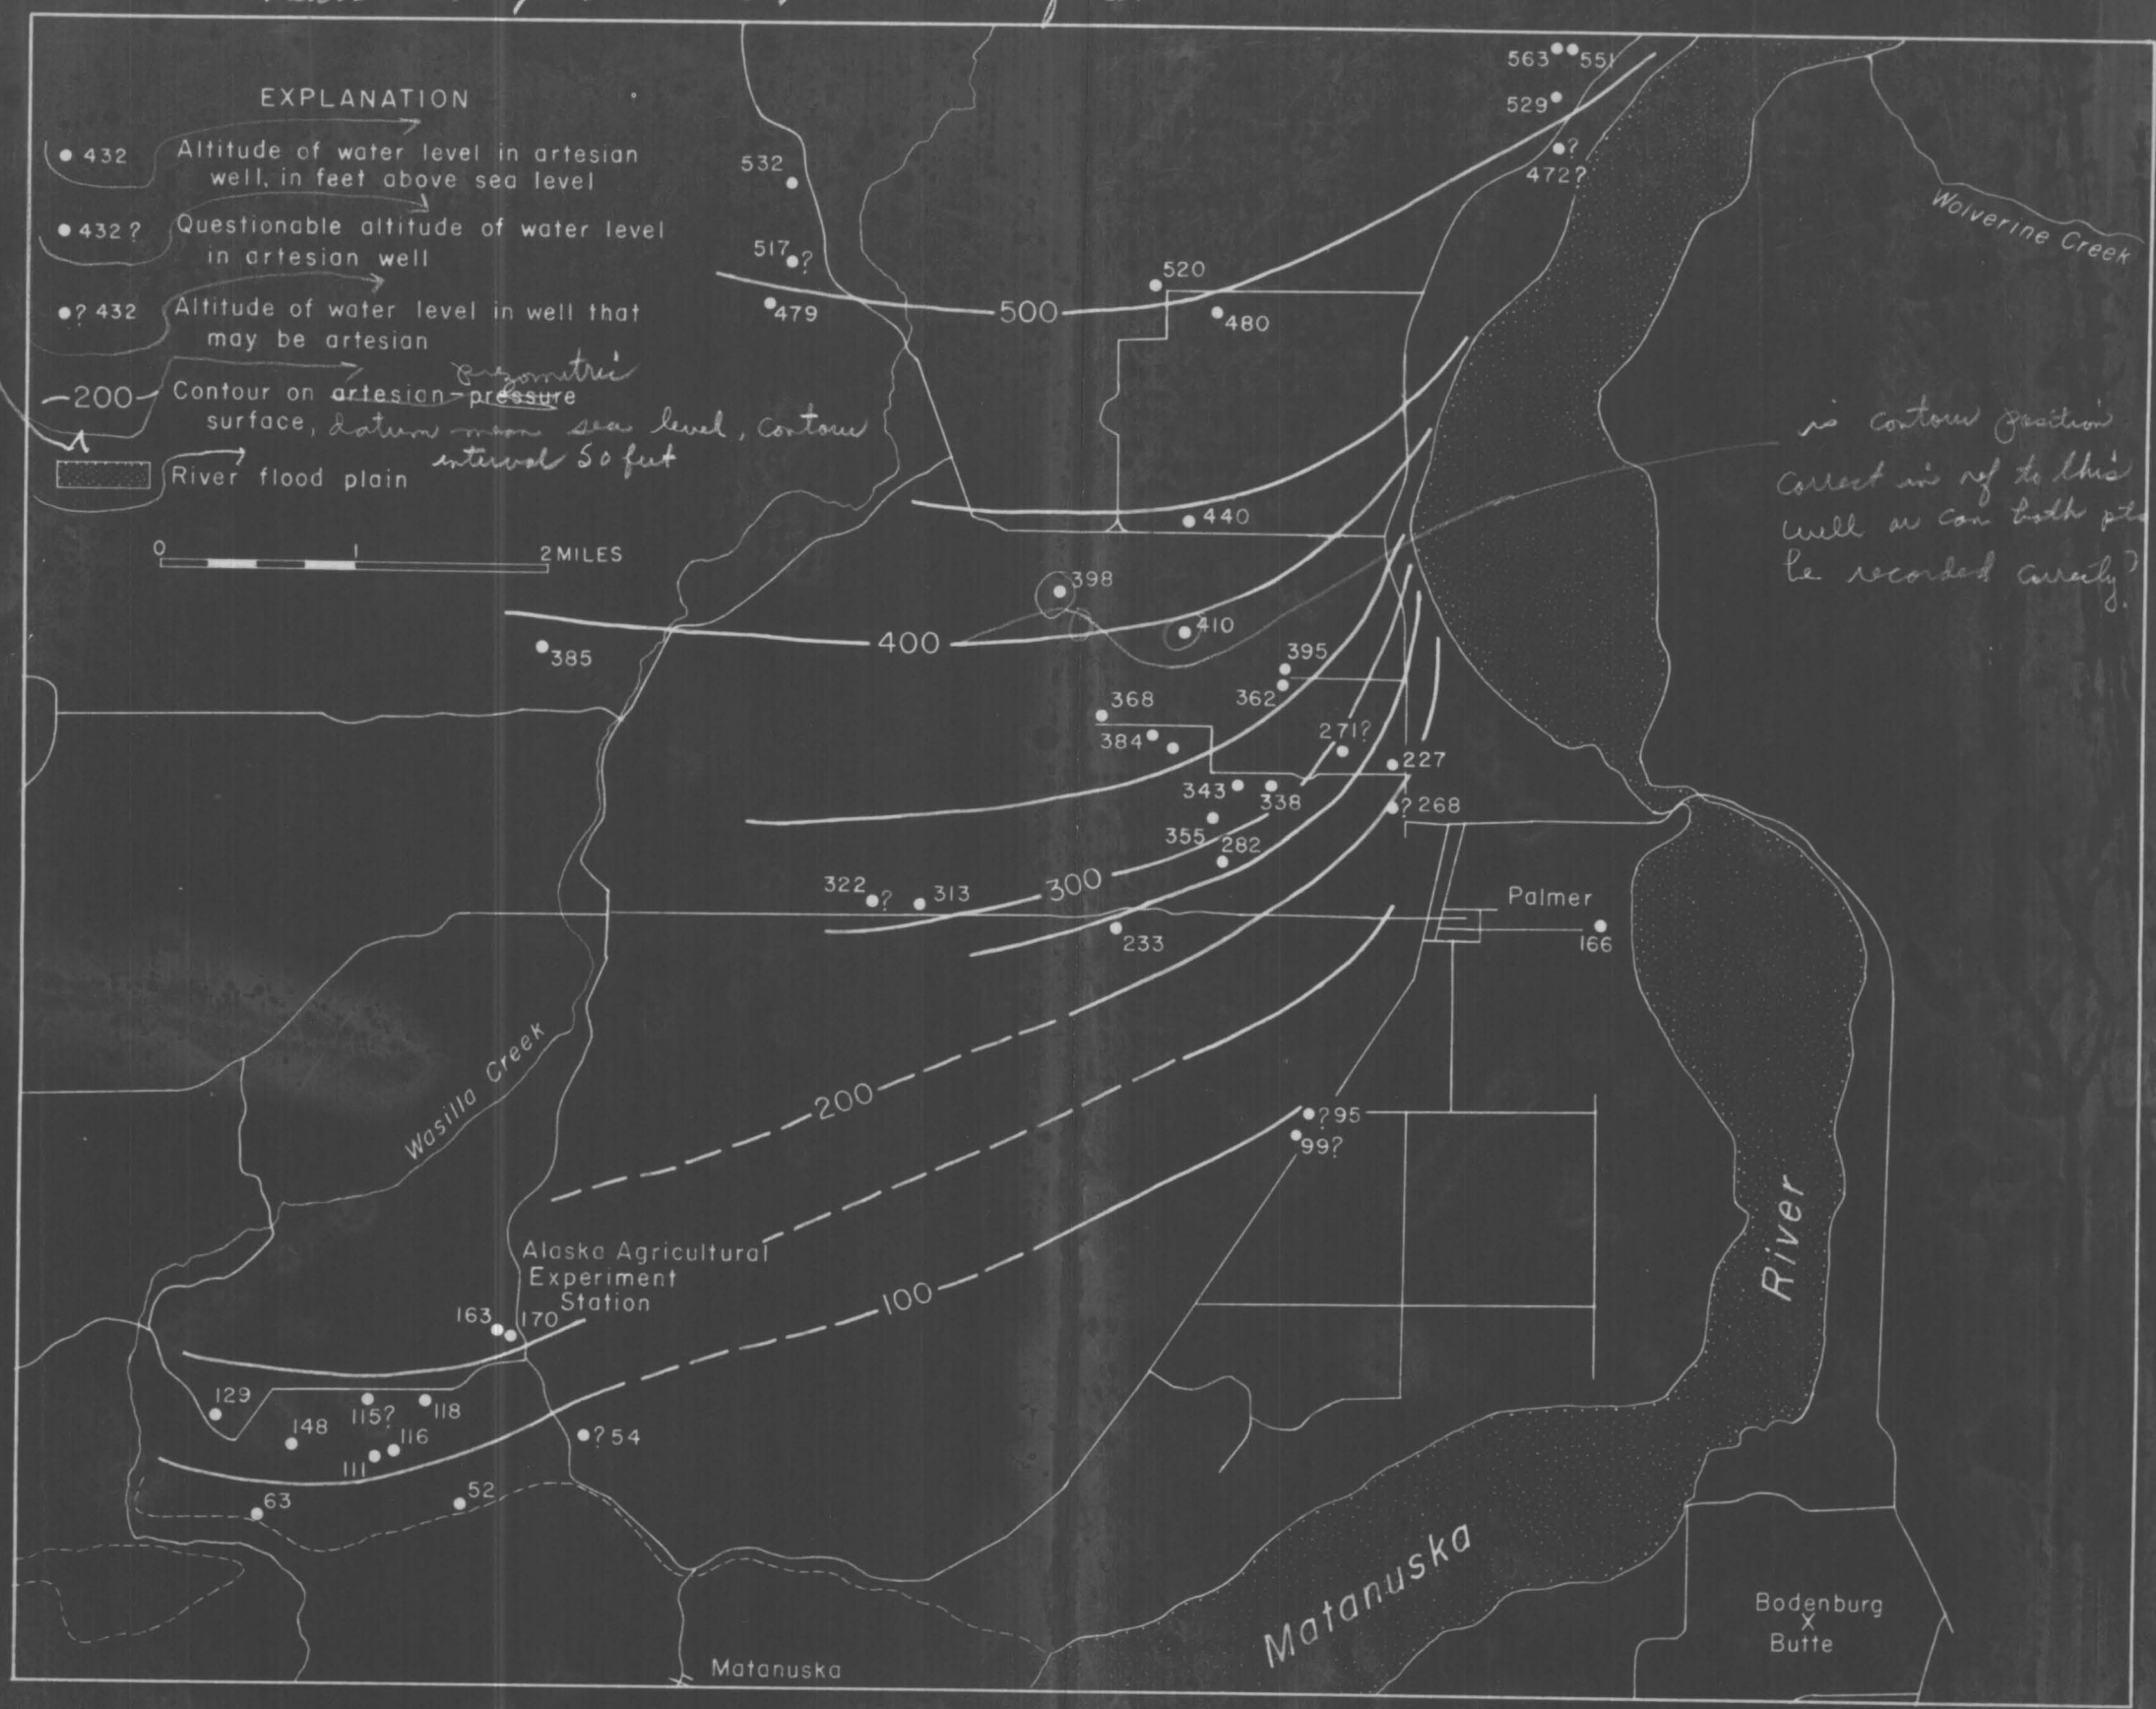 EXPLANATION
432 Altitude of water level in artesian
well, in feet above sea level
432? Questionable altitude of water level
in artesian well
? 432 Altitude of water level in well that
may be artesian
piezometric
200 Contour on artesian-pressure
surface, datum mean sea level, contour
interval 50 feet
River flood plain
0 1 2 MILES
563 551
529
?
472?
532
517 ?
479
500
520
480
Wolverine Creek
is contour position
correct in ref to this
well or can both pts
be recorded correctly?
440
398
410
400
385
395
362
368
384
271?
227
343
338
? 268
355
282
322 ?
313
300
233
Palmer
166
Wasilla Creek
200
?95
99?
Alaska Agricultural
Experiment
Station
100
163
170
129
148
115?
118
111
116
? 54
63
52
River
Matanuska
Matanuska
Bodenburg
X
Butte